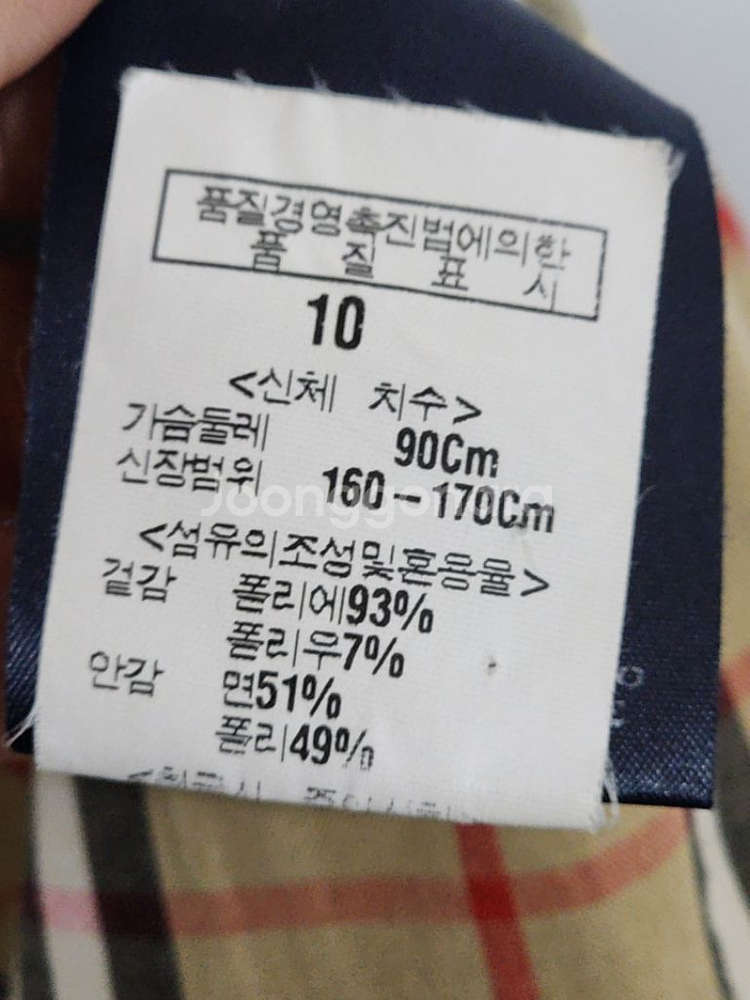 품질경영촉진법에의한
품 질 표 시
10
<신체 치수>
가슴둘레 90Cm
신장범위 160-170Cm
Joonggonara
<섬유의조성및혼용율>
겉감 폴리에93%
폴리우7%
안감 면51%
폴리49%